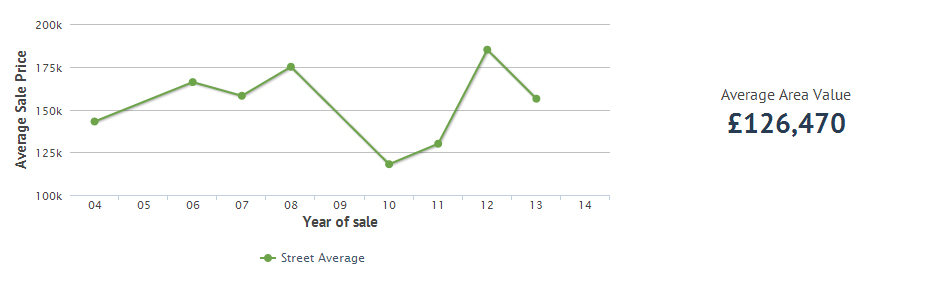 200k
175k
150k
125k
100k
Average Sale Price
04 05 06 07 08 09 10 11 12 13 14
Year of sale
Street Average
Average Area Value
£126,470